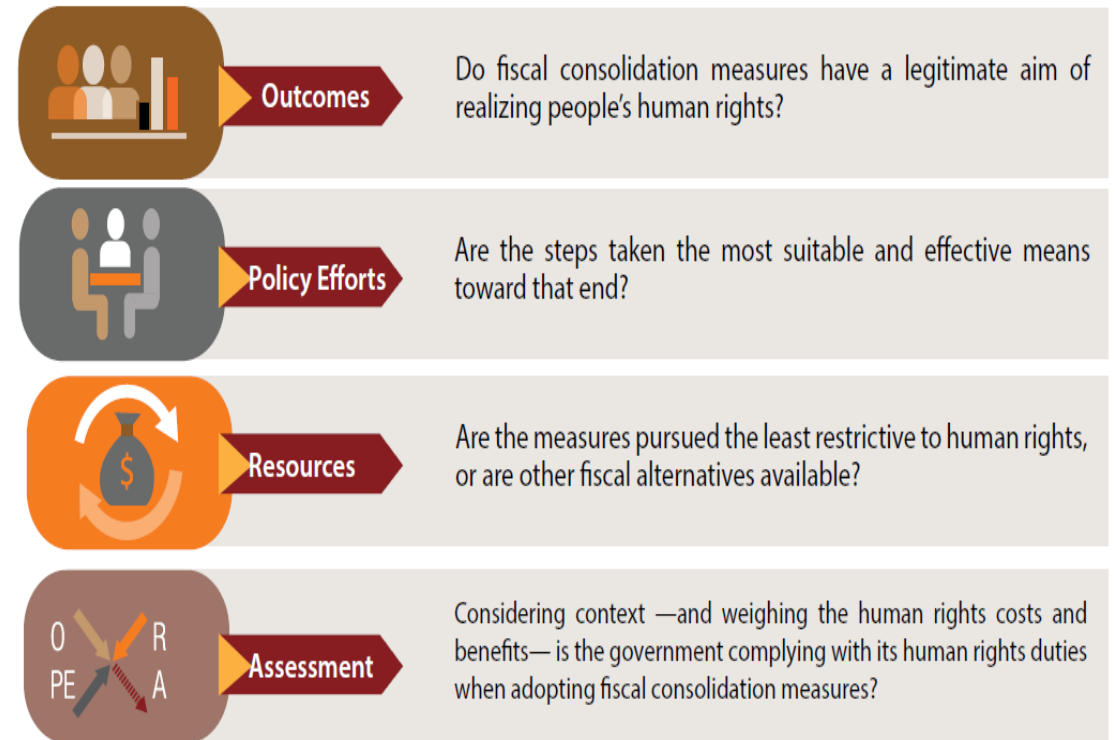 Outcomes
Do fiscal consolidation measures have a legitimate aim of
realizing people’s human rights?
Policy Efforts
Are the steps taken the most suitable and effective means
toward that end?
$
Resources
Are the measures pursued the least restrictive to human rights,
or are other fiscal alternatives available?
O R
PE A
Assessment
Considering context —and weighing the human rights costs and
benefits— is the government complying with its human rights duties
when adopting fiscal consolidation measures?